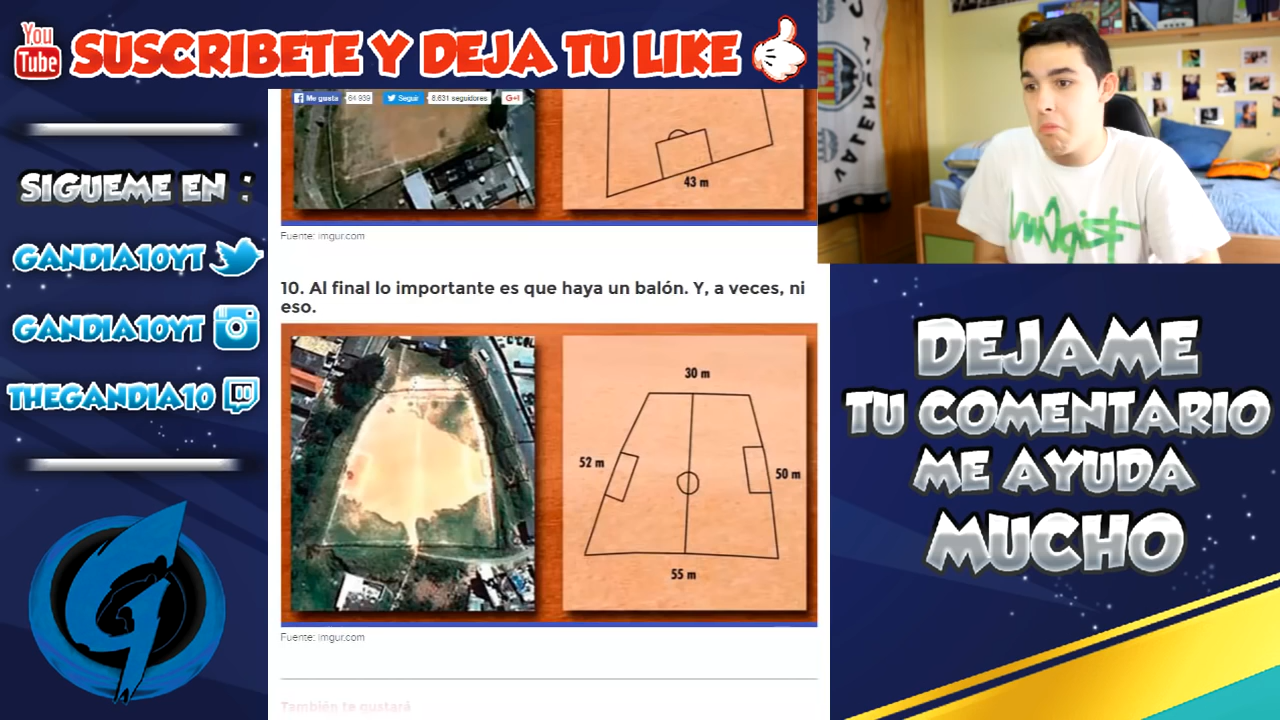 You
Tube
SUSCRIBETE Y DEJA TU LIKE
SIGUEME EN :
GANDIA10YT
GANDIA10YT
THEGANDIA10
Me gusta 64 939 Seguir 8.631 seguidores G+1
43 m
Fuente: imgur.com
10. Al final lo importante es que haya un balón. Y, a veces, ni
eso.
30 m
52 m
50 m
55 m
Fuente: imgur.com
También te gustará
DEJAME
TU COMENTARIO
ME AYUDA
MUCHO